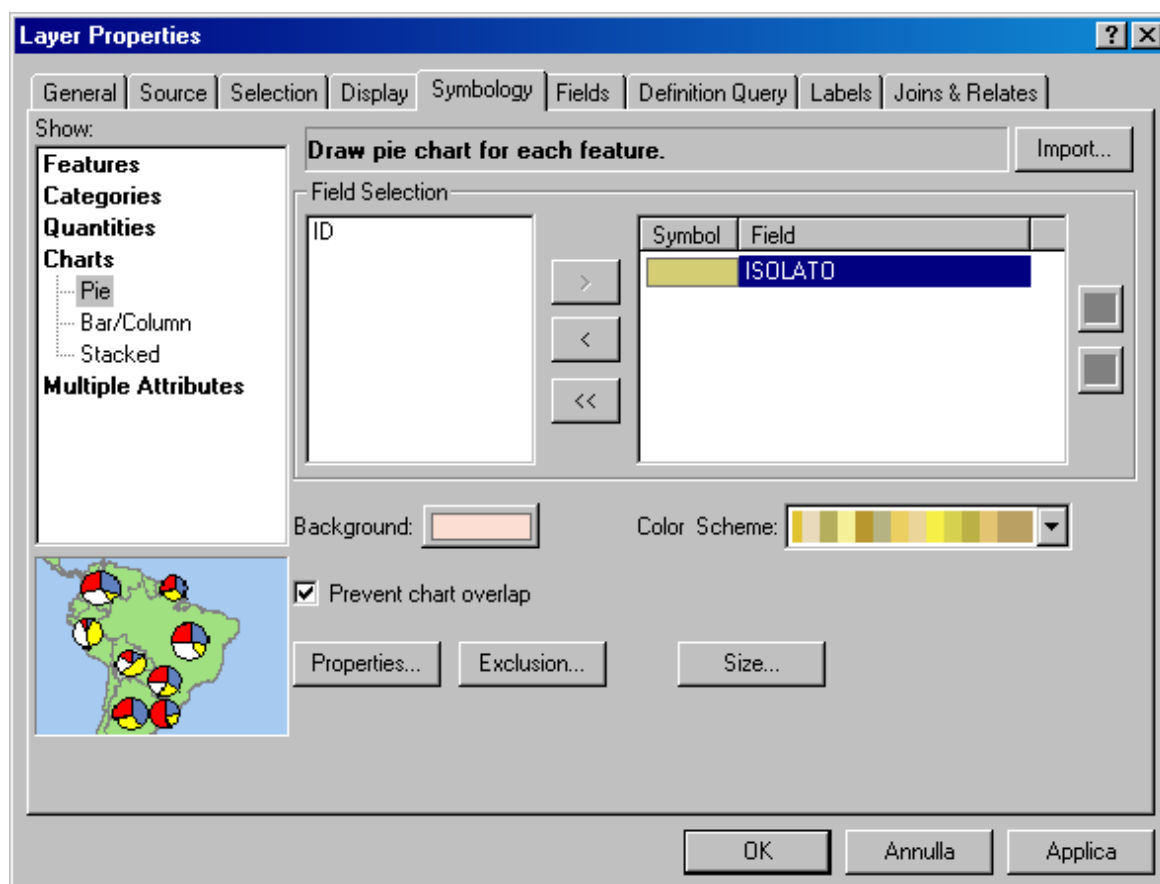 Layer Properties
General Source Selection Display Symbology Fields Definition Query Labels Joins & Relates
Show:
Features
Categories
Quantities
Charts
Pie
Bar/Column
Stacked
Multiple Attributes
Draw pie chart for each feature.
Import...
Field Selection
ID
>
<
<<
Symbol Field
ISOLATO
Background:
Color Scheme:
Prevent chart overlap
Properties... Exclusion... Size...
OK Annulla Applica